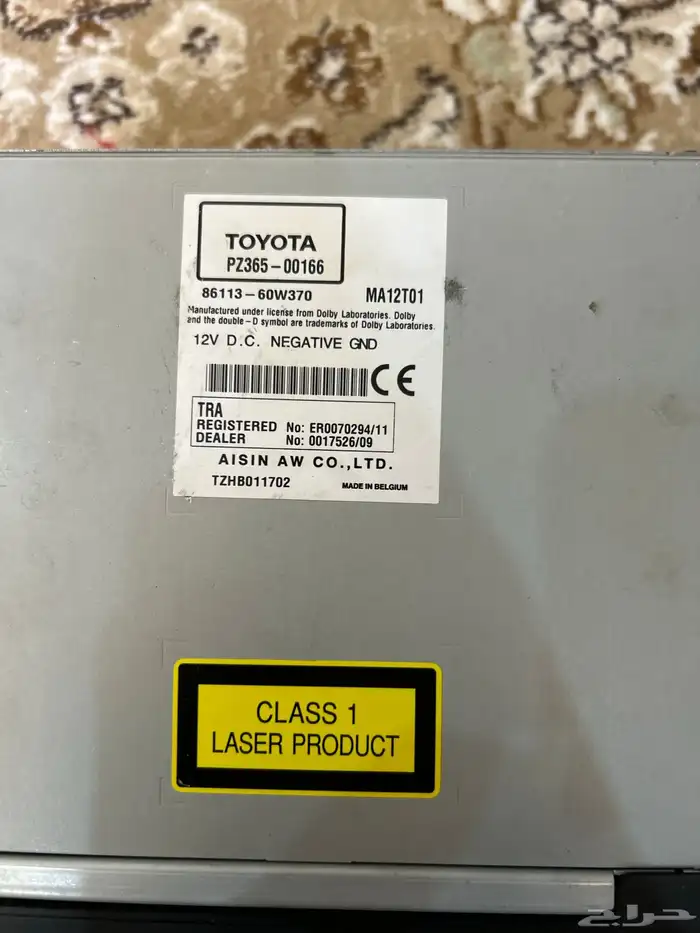 TOYOTA
PZ365-00166
86113-60W370 MA12T01
Manufactured under license from Dolby Laboratories. Dolby
and the double-D symbol are trademarks of Dolby Laboratories.
12V D.C. NEGATIVE GND
CE
TRA
REGISTERED No: ER0070294/11
DEALER No: 0017526/09
AISIN AW CO.,LTD.
TZHB011702 MADE IN BELGIUM
CLASS 1
LASER PRODUCT
حراج